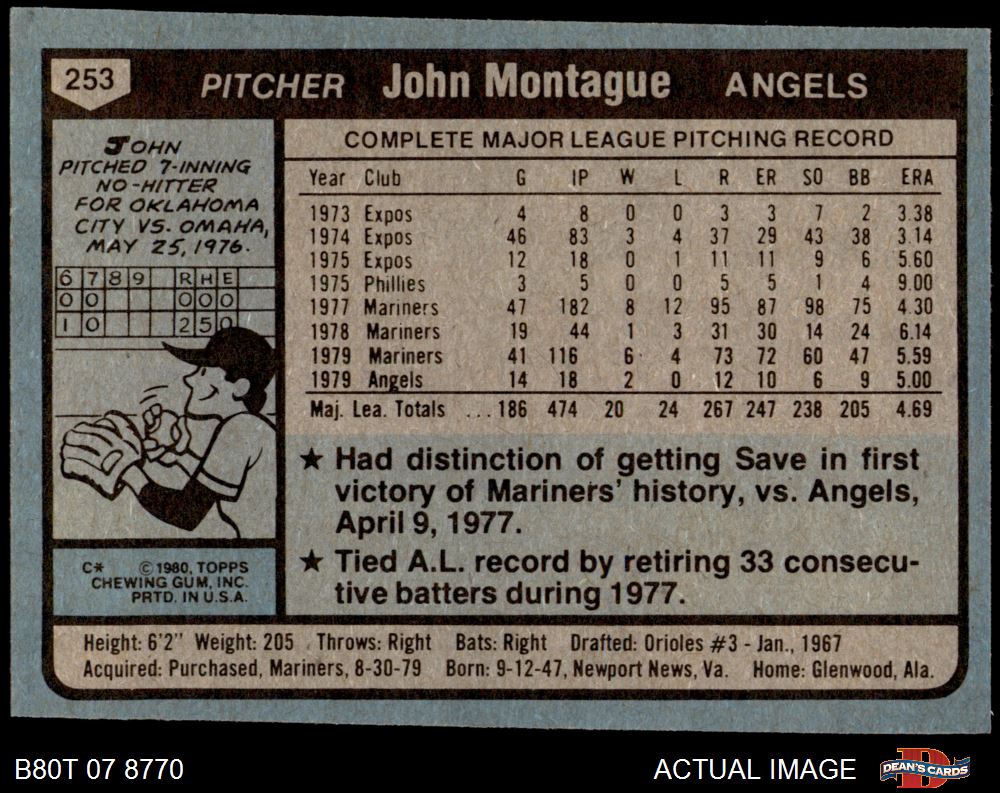 253 PITCHER John Montague ANGELS
JOHN
PITCHED 7-INNING
NO-HITTER
FOR OKLAHOMA
CITY VS. OMAHA,
MAY 25, 1976.
6 7 8 9 R H E
0 0 0 0 0
1 0 2 5 0
COMPLETE MAJOR LEAGUE PITCHING RECORD
Year Club G IP W L R ER SO BB ERA
1973 Expos 4 8 0 0 3 3 7 2 3.38
1974 Expos 46 83 3 4 37 29 43 38 3.14
1975 Expos 12 18 0 1 11 11 9 6 5.60
1975 Phillies 3 5 0 0 5 5 1 4 9.00
1977 Mariners 47 182 8 12 95 87 98 75 4.30
1978 Mariners 19 44 1 3 31 30 14 24 6.14
1979 Mariners 41 116 6 4 73 72 60 47 5.59
1979 Angels 14 18 2 0 12 10 6 9 5.00
Maj. Lea. Totals ... 186 474 20 24 267 247 238 205 4.69
★ Had distinction of getting Save in first
victory of Mariners' history, vs. Angels,
April 9, 1977.
★ Tied A.L. record by retiring 33 consecu-
tive batters during 1977.
C* ©1980, TOPPS
CHEWING GUM, INC.
PRTD. IN U.S.A.
Height: 6'2" Weight: 205 Throws: Right Bats: Right Drafted: Orioles #3 - Jan., 1967
Acquired: Purchased, Mariners, 8-30-79 Born: 9-12-47, Newport News, Va. Home: Glenwood, Ala.
B80T 07 8770 ACTUAL IMAGE DEAN'S CARDS